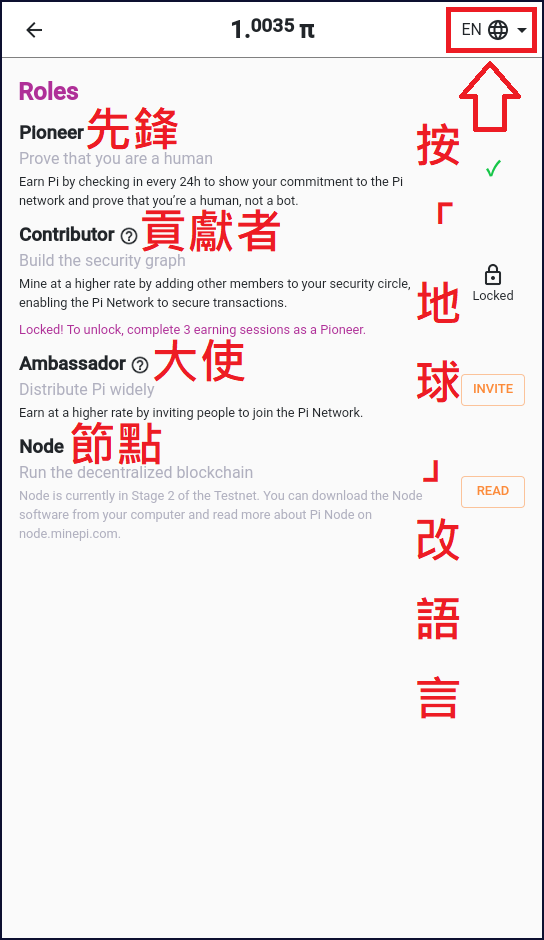 1.0035 π
EN
Roles
Pioneer 先鋒
Prove that you are a human
Earn Pi by checking in every 24h to show your commitment to the Pi
network and prove that you’re a human, not a bot.
Contributor ? 貢獻者
Build the security graph
Mine at a higher rate by adding other members to your security circle,
enabling the Pi Network to secure transactions.
Locked
Locked! To unlock, complete 3 earning sessions as a Pioneer.
Ambassador ? 大使
Distribute Pi widely
INVITE
Earn at a higher rate by inviting people to join the Pi Network.
Node 節點
Run the decentralized blockchain
READ
Node is currently in Stage 2 of the Testnet. You can download the Node
software from your computer and read more about Pi Node on
node.minepi.com.
按「地球」改語言